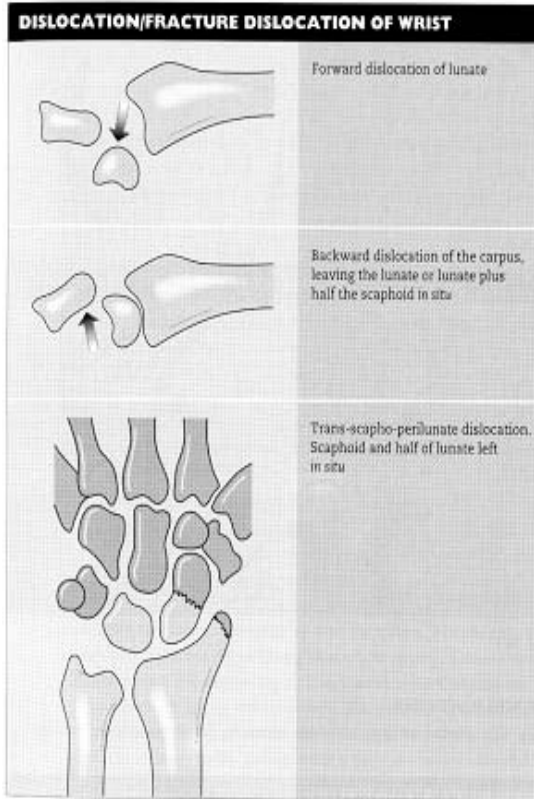 DISLOCATION/FRACTURE DISLOCATION OF WRIST
Forward dislocation of lunate
Backward dislocation of the carpus,
leaving the lunate or lunate plus
half the scaphoid in situ
Trans-scapho-perilunate dislocation.
Scaphoid and half of lunate left
in situ